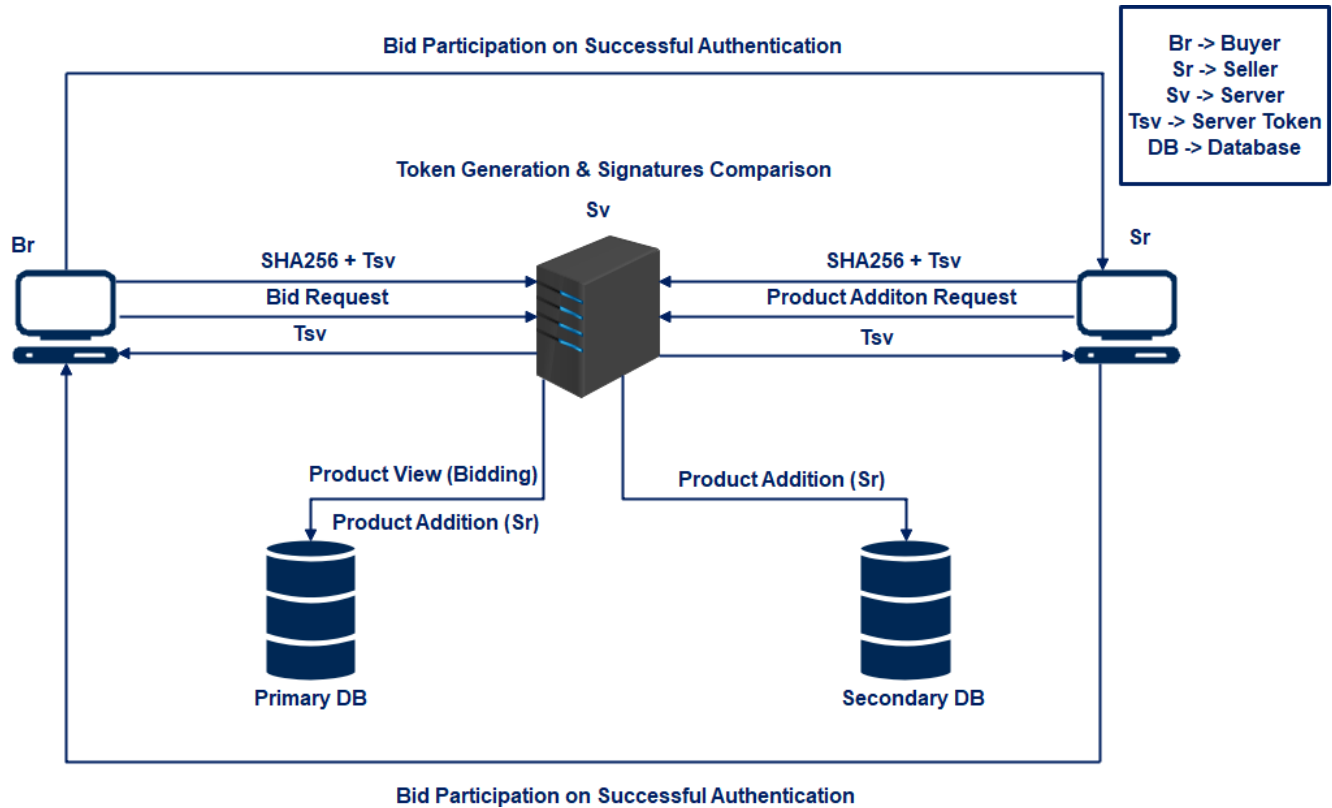 Bid Participation on Successful Authentication
Br -> Buyer
Sr -> Seller
Sv -> Server
Tsv -> Server Token
DB -> Database
Token Generation & Signatures Comparison
Sv
Br
Sr
SHA256 + Tsv
Bid Request
Tsv
SHA256 + Tsv
Product Additon Request
Tsv
Product View (Bidding)
Product Addition (Sr)
Product Addition (Sr)
Primary DB
Secondary DB
Bid Participation on Successful Authentication